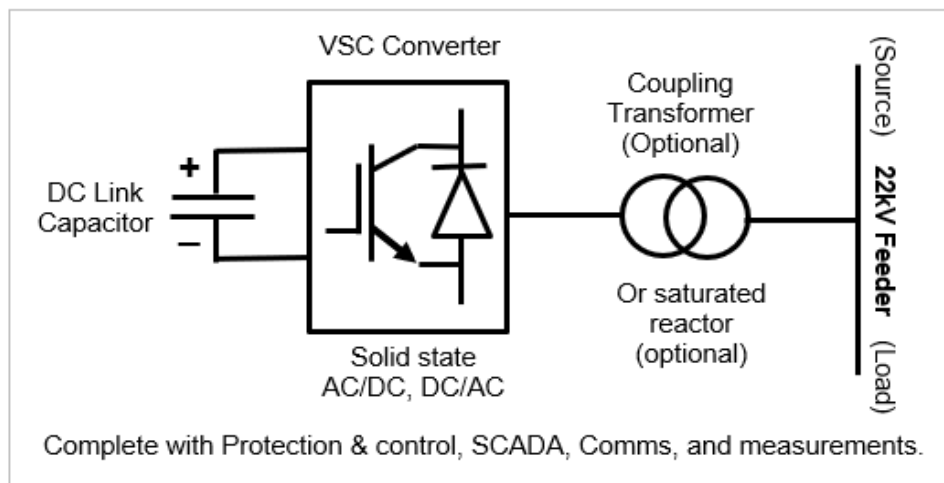 VSC Converter
Coupling
Transformer
(Optional)
(Source) 22kV Feeder (Load)
+
DC Link
Capacitor
–
Or saturated
reactor
(optional)
Solid state
AC/DC, DC/AC
Complete with Protection & control, SCADA, Comms, and measurements.